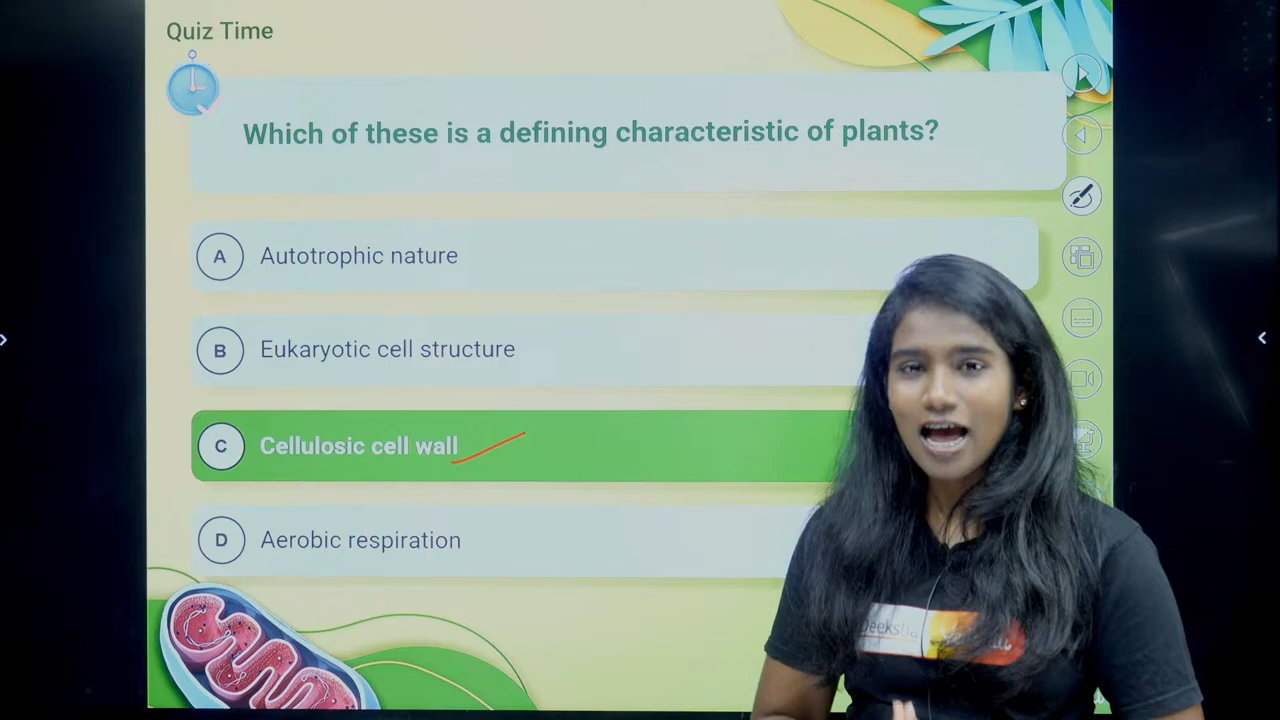 Quiz Time
Which of these is a defining characteristic of plants?
A Autotrophic nature
B Eukaryotic cell structure
C Cellulosic cell wall
D Aerobic respiration
Deeksha